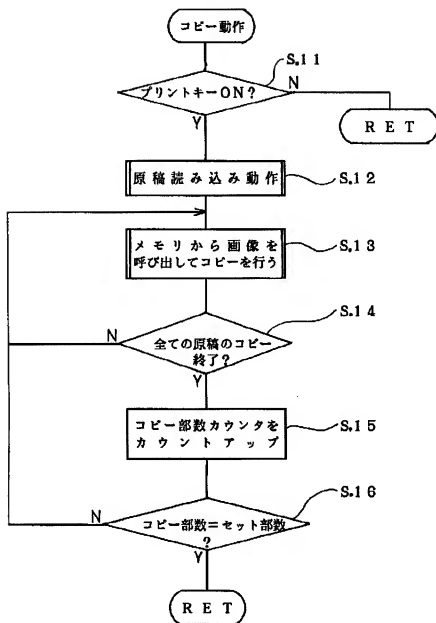 コピー動作
S.11
プリントキーON?
N
Y
RET
原稿読み込み動作
S.12
メモリから画像を
呼び出してコピーを行う
S.13
S.14
N
全ての原稿のコピー
終了?
Y
コピー部数カウンタを
カウントアップ
S.15
S.16
N
コピー部数=セット部数
?
Y
RET